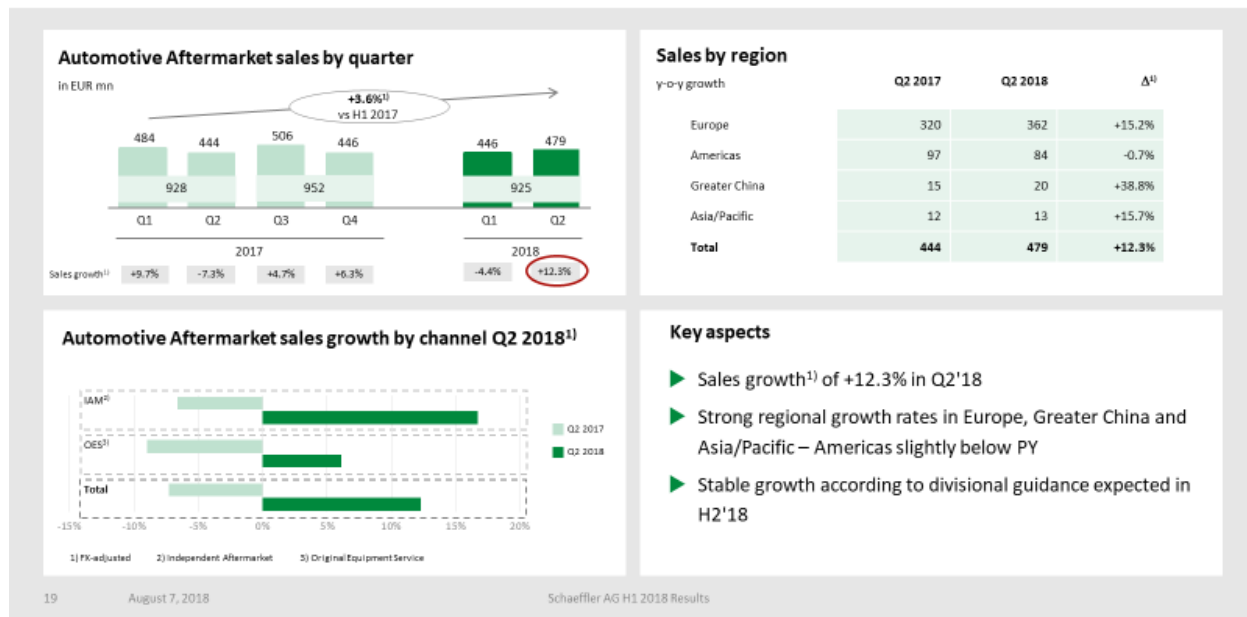 Automotive Aftermarket sales by quarter
in EUR mn
+3.6%1)
vs H1 2017
484 444 506 446 446 479
928 952 925
Q1 Q2 Q3 Q4 Q1 Q2
2017 2018
Sales growth1) +9.7% -7.3% +4.7% +6.3% -4.4% +12.3%
Sales by region
y-o-y growth Q2 2017 Q2 2018 Δ1)
Europe 320 362 +15.2%
Americas 97 84 -0.7%
Greater China 15 20 +38.8%
Asia/Pacific 12 13 +15.7%
Total 444 479 +12.3%
Automotive Aftermarket sales growth by channel Q2 20181)
IAM2)
OES3)
Total
Q2 2017
Q2 2018
-15% -10% -5% 0% 5% 10% 15% 20%
1) FX-adjusted 2) Independent Aftermarket 3) Original Equipment Service
Key aspects
Sales growth1) of +12.3% in Q2'18
Strong regional growth rates in Europe, Greater China and
Asia/Pacific – Americas slightly below PY
Stable growth according to divisional guidance expected in
H2'18
19 August 7, 2018 Schaeffler AG H1 2018 Results